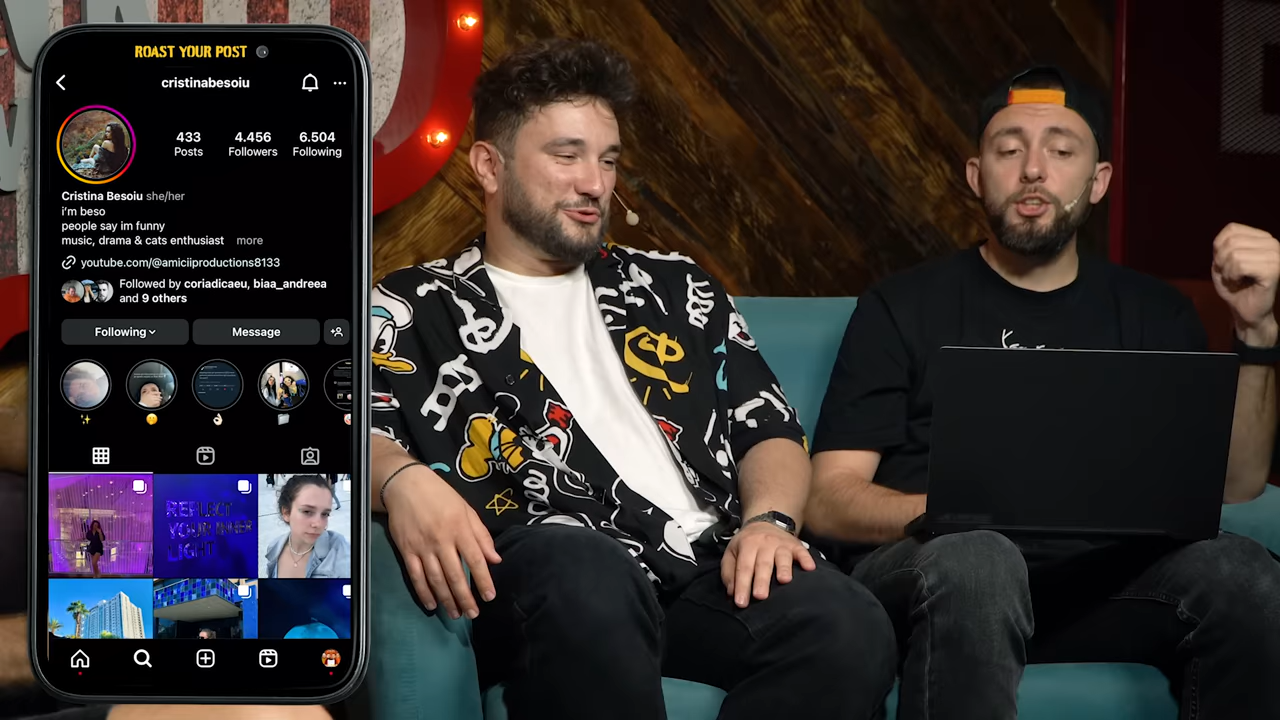 ROAST YOUR POST
cristinabesoiu
433
Posts
4.456
Followers
6.504
Following
Cristina Besoiu she/her
i'm beso
people say im funny
music, drama & cats enthusiast more
youtube.com/@amiciiproductions8133
Followed by coriadicaeu, biaa_andreea
and 9 others
Following
Message
REFLECT
YOUR INNER
LIGHT